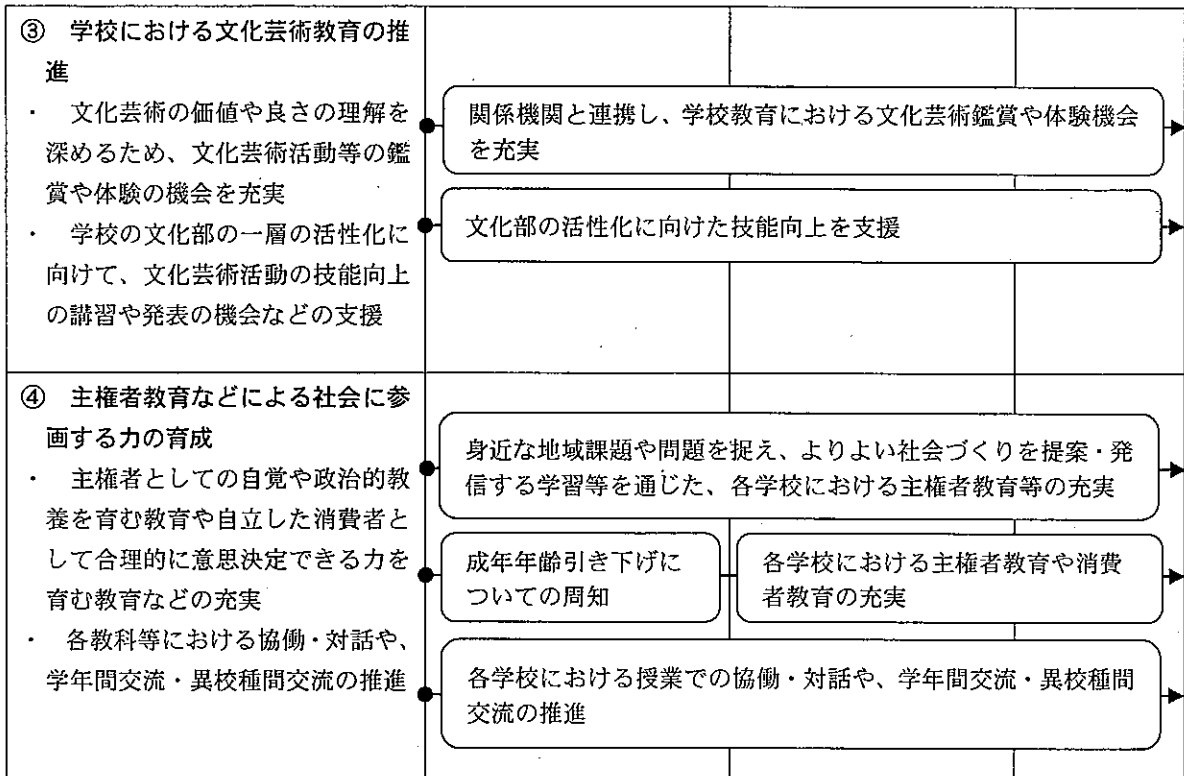 ③　学校における文化芸術教育の推
進
・　文化芸術の価値や良さの理解を
深めるため、文化芸術活動等の鑑
賞や体験の機会を充実
・　学校の文化部の一層の活性化に
向けて、文化芸術活動の技能向上
の講習や発表の機会などの支援
関係機関と連携し、学校教育における文化芸術鑑賞や体験機会
を充実
文化部の活性化に向けた技能向上を支援
④　主権者教育などによる社会に参
画する力の育成
・　主権者としての自覚や政治的教
養を育む教育や自立した消費者と
して合理的に意思決定できる力を
育む教育などの充実
・　各教科等における協働・対話や、
学年間交流・異校種間交流の推進
身近な地域課題や問題を捉え、よりよい社会づくりを提案・発
信する学習等を通じた、各学校における主権者教育等の充実
成年年齢引き下げに
ついての周知
各学校における主権者教育や消費
者教育の充実
各学校における授業での協働・対話や、学年間交流・異校種間
交流の推進